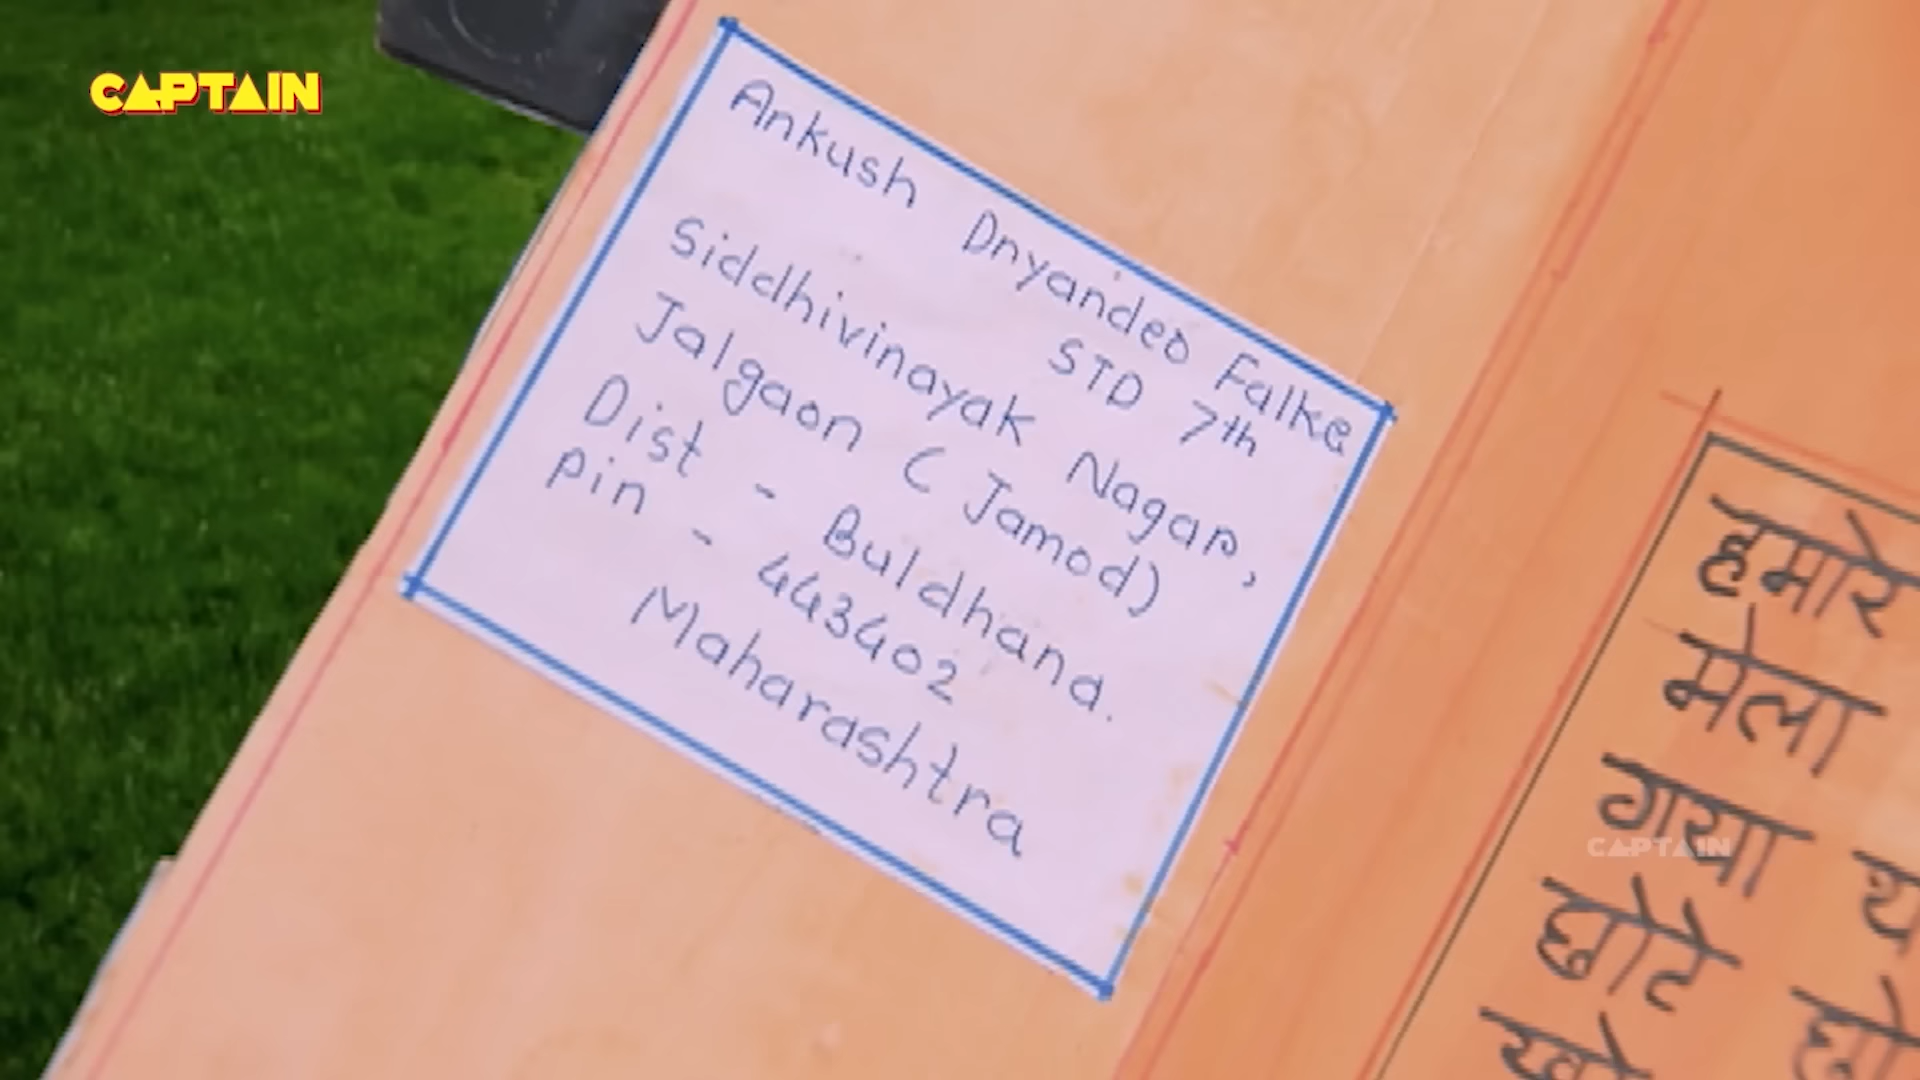 CAPTAIN
Ankush Dnyandeo Falke
STD 7th
Siddhivinayak Nagar,
Jalgaon ( Jamod)
Dist - Buldhana.
Pin - 443402
Maharashtra
हमारे
मेला
गया
छोटे
CAPTAIN